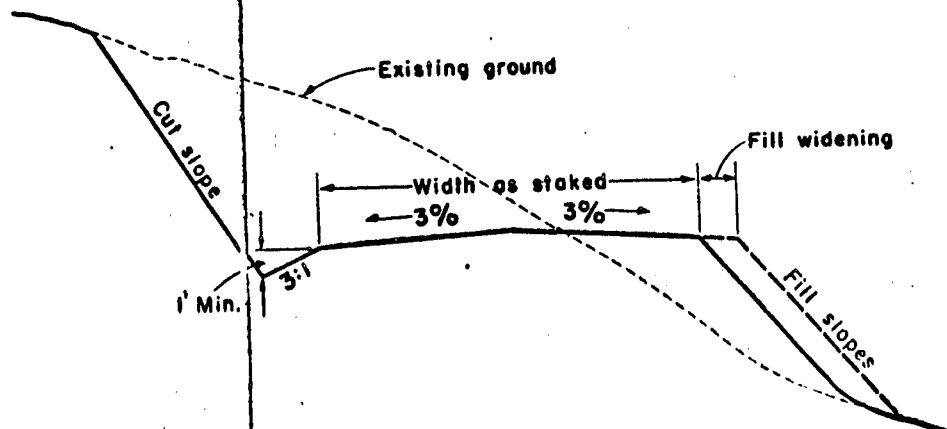 Existing ground
Cut slope
Fill widening
Width as staked
3% 3%
3:1
1' Min.
Fill slopes